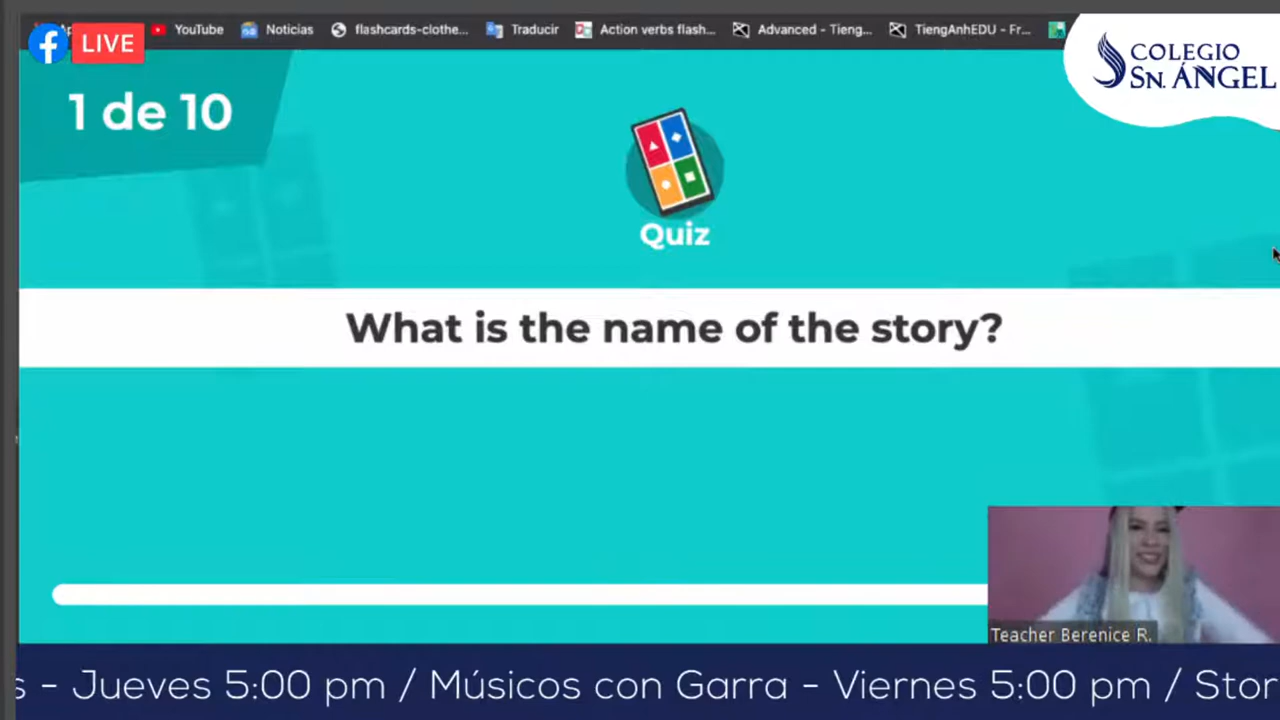 YouTube
Noticias
flashcards-clothe...
Traducir
Action verbs flash...
Advanced - Tieng...
TiengAnhEDU - Fr...
LIVE
COLEGIO
SN. ÁNGEL
1 de 10
Quiz
What is the name of the story?
Teacher Berenice R.
s - Jueves 5:00 pm / Músicos con Garra - Viernes 5:00 pm / Stor